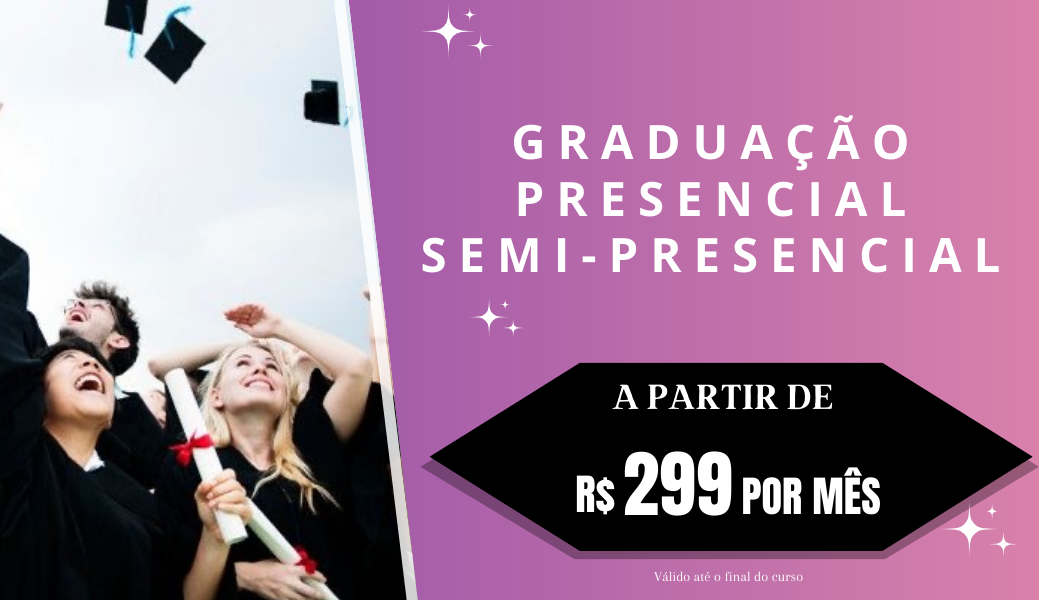 GRADUAÇÃO
PRESENCIAL
SEMI-PRESENCIAL
A PARTIR DE
R$ 299 POR MÊS
Válido até o final do curso